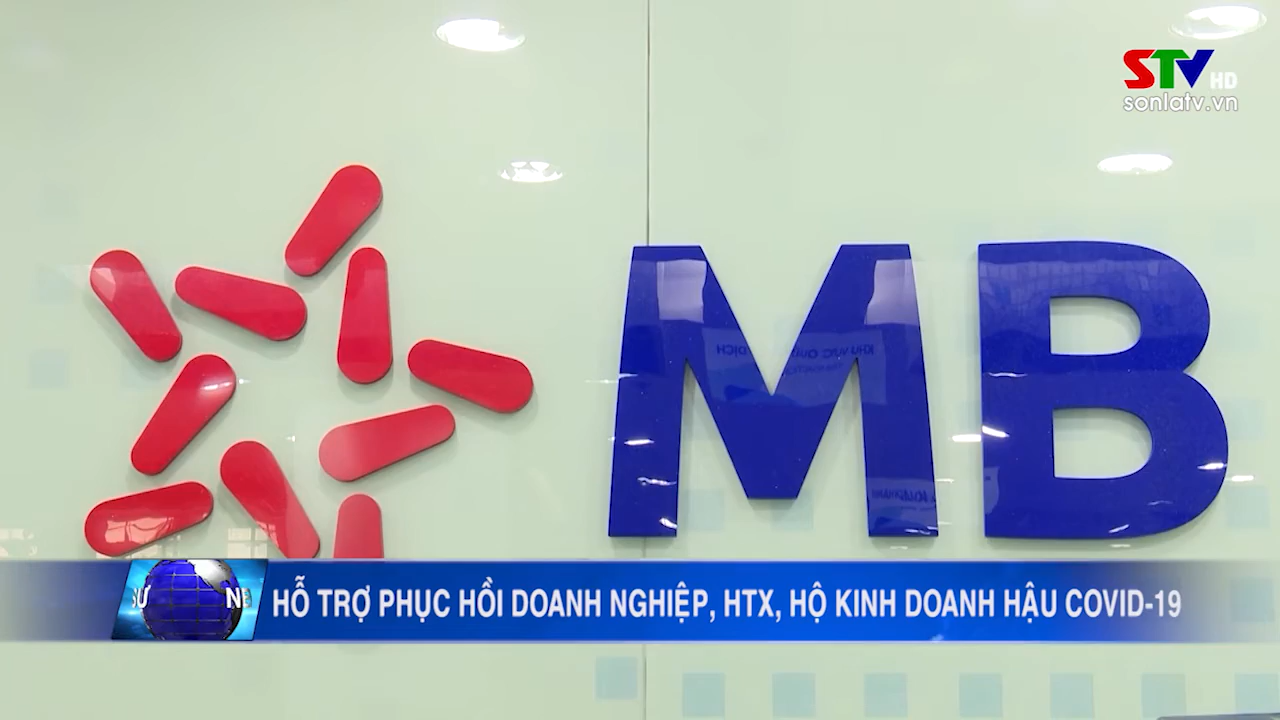 STV HD
sonlatv.vn
MB
HỖ TRỢ PHỤC HỒI DOANH NGHIỆP, HTX, HỘ KINH DOANH HẬU COVID-19